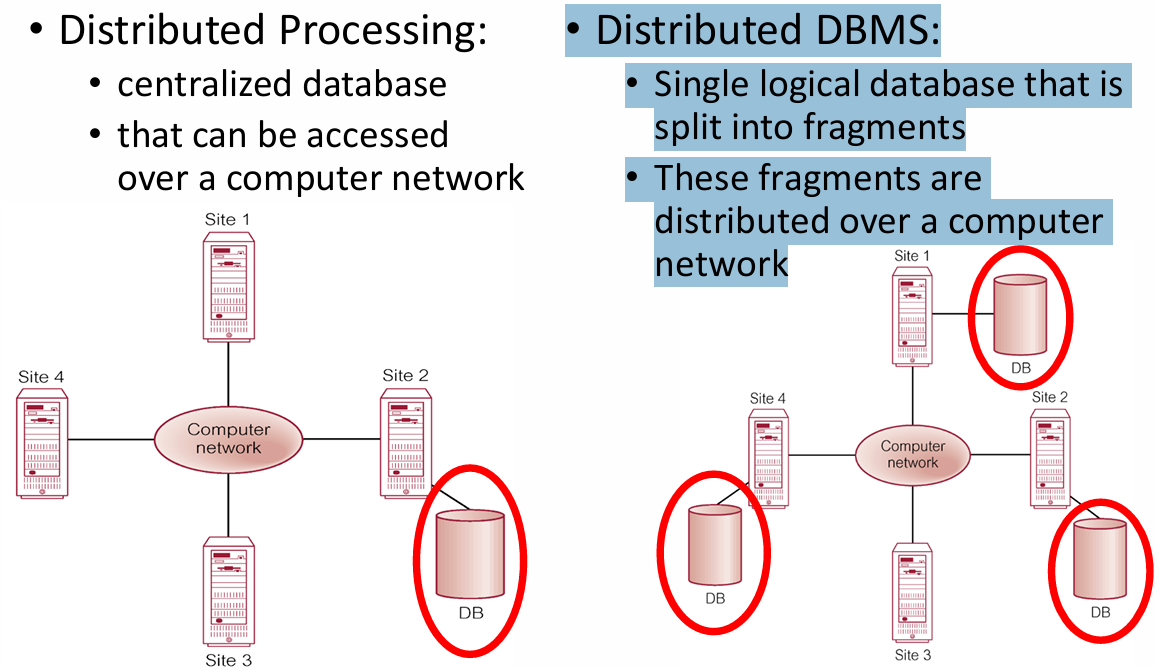 • Distributed Processing:
• centralized database
• that can be accessed
over a computer network
Site 1
Site 4
Site 2
Computer
network
DB
Site 3
• Distributed DBMS:
• Single logical database that is
split into fragments
• These fragments are
distributed over a computer
network
Site 1
DB
Site 4
Site 2
Computer
network
DB
DB
Site 3